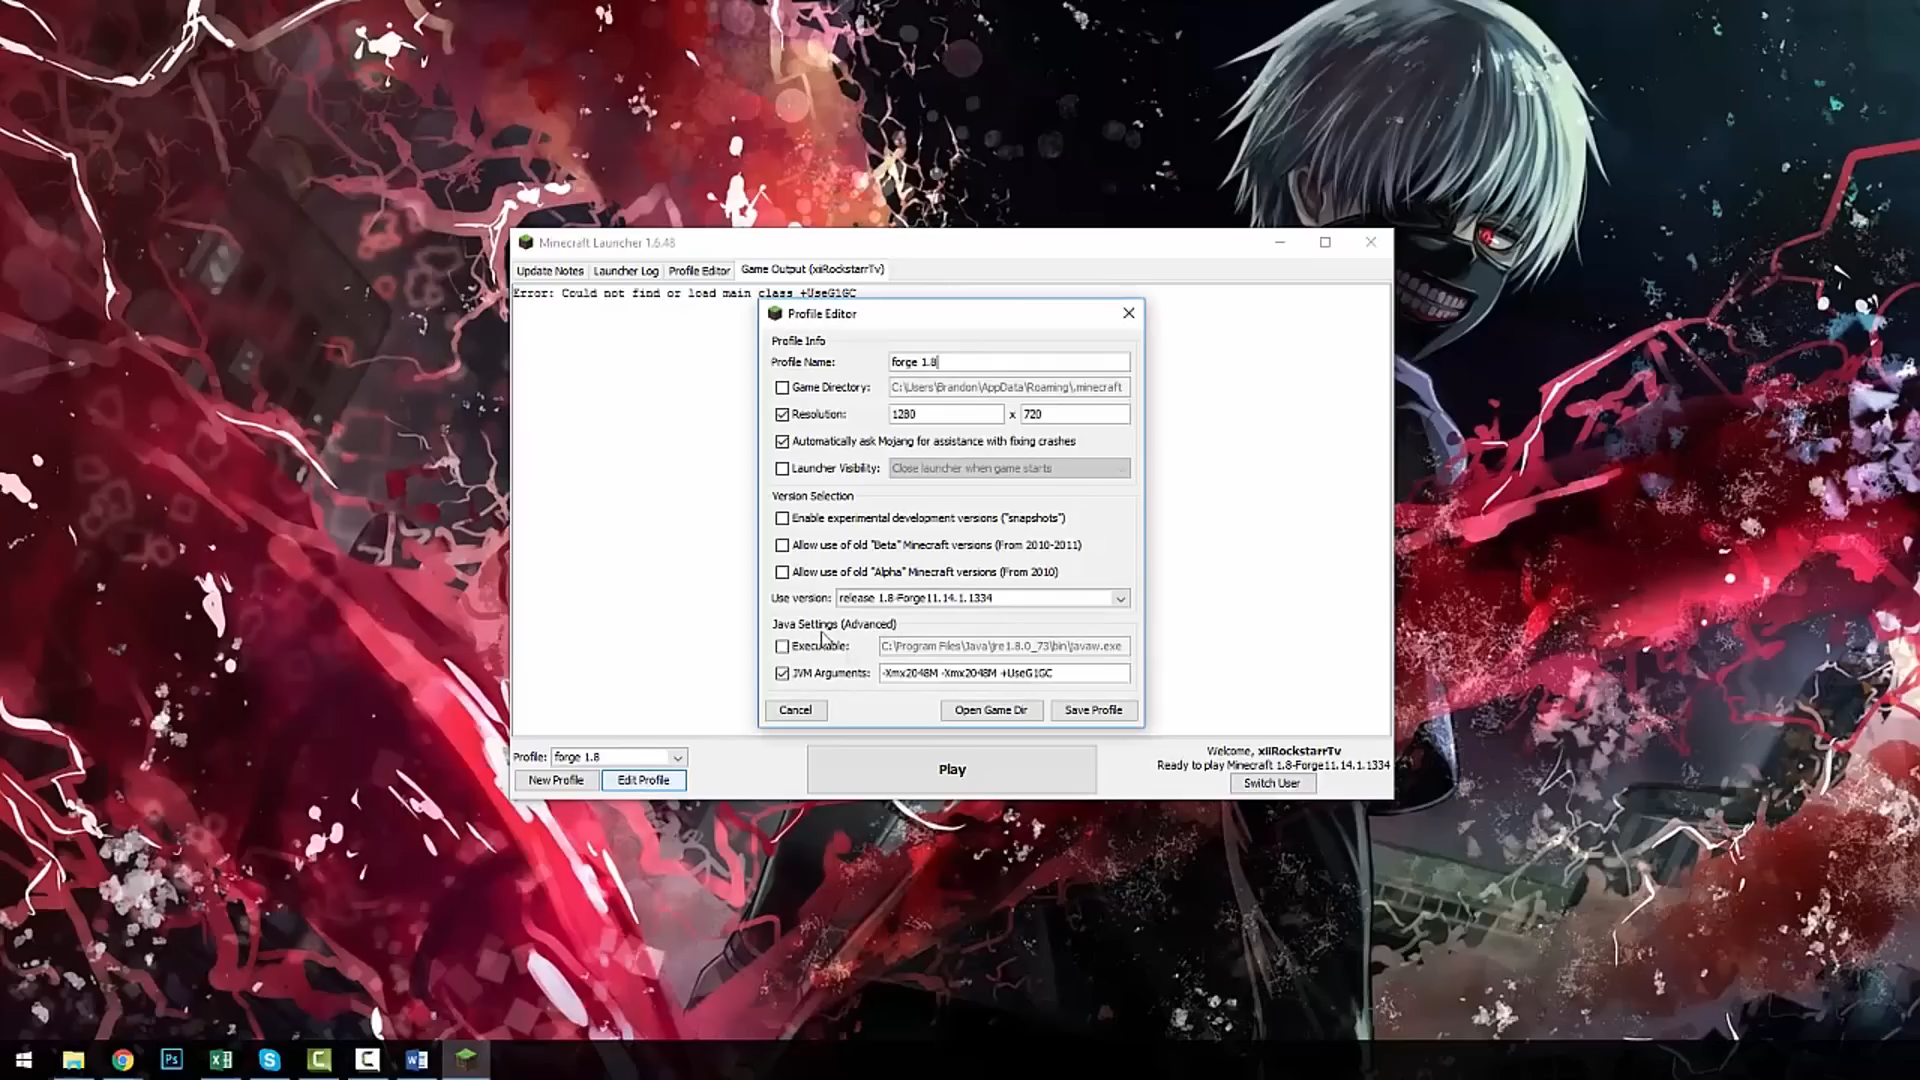 Minecraft Launcher 1.6.48
Update Notes Launcher Log Profile Editor Game Output (xiiRockstarrTv)
Error: Could not find or load main class +UseG1GC
Profile Editor
Profile Info
Profile Name: forge 1.8
Game Directory: C:\Users\Brandon\AppData\Roaming\.minecraft
Resolution: 1280 x 720
Automatically ask Mojang for assistance with fixing crashes
Launcher Visibility: Close launcher when game starts
Version Selection
Enable experimental development versions ("snapshots")
Allow use of old "Beta" Minecraft versions (From 2010-2011)
Allow use of old "Alpha" Minecraft versions (From 2010)
Use version: release 1.8-Forge11.14.1.1334
Java Settings (Advanced)
Executable: C:\Program Files\Java\jre1.8.0_73\bin\javaw.exe
JVM Arguments: -Xmx2048M -Xmx2048M +UseG1GC
Cancel Open Game Dir Save Profile
Profile: forge 1.8
New Profile Edit Profile
Play
Welcome, xiiRockstarrTv
Ready to play Minecraft 1.8-Forge11.14.1.1334
Switch User
Ps